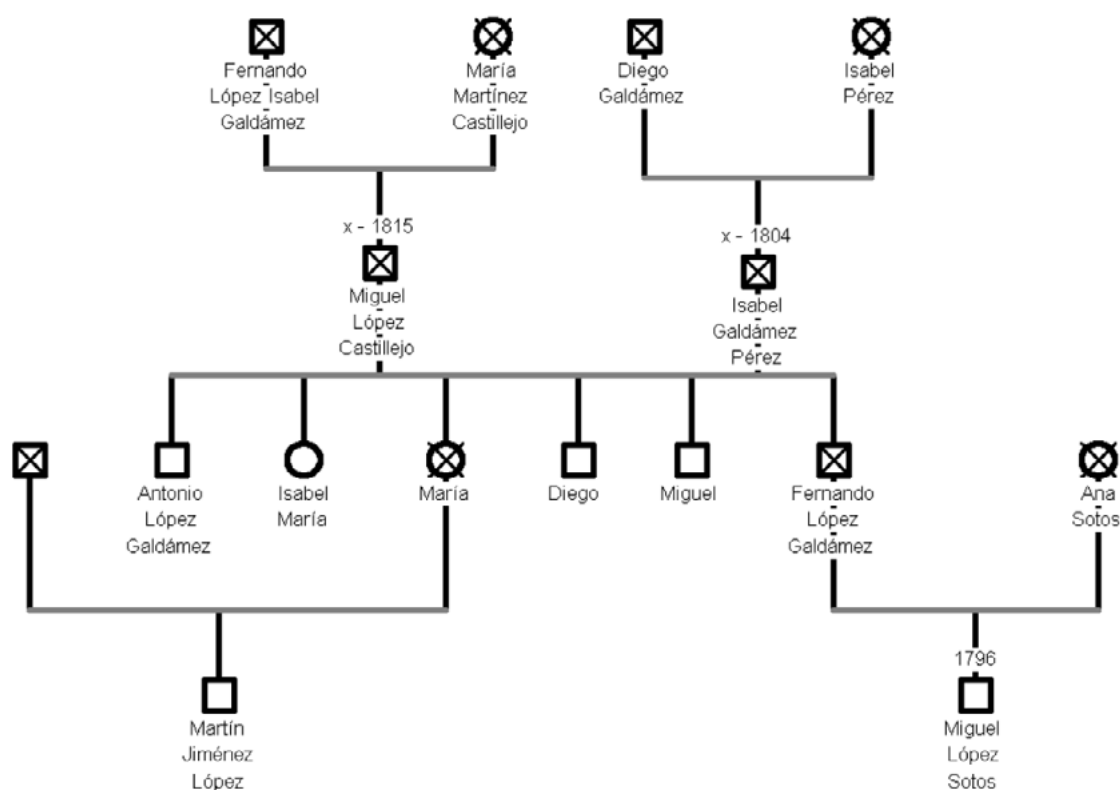 Fernando
López Isabel
Galdámez
María
Martínez
Castillejo
Diego
Galdámez
Isabel
Pérez
x - 1815
Miguel
López
Castillejo
x - 1804
Isabel
Galdámez
Pérez
Antonio
López
Galdámez
Isabel
María
María
Diego
Miguel
Fernando
López
Galdámez
Ana
Sotos
Martín
Jiménez
López
1796
Miguel
López
Sotos